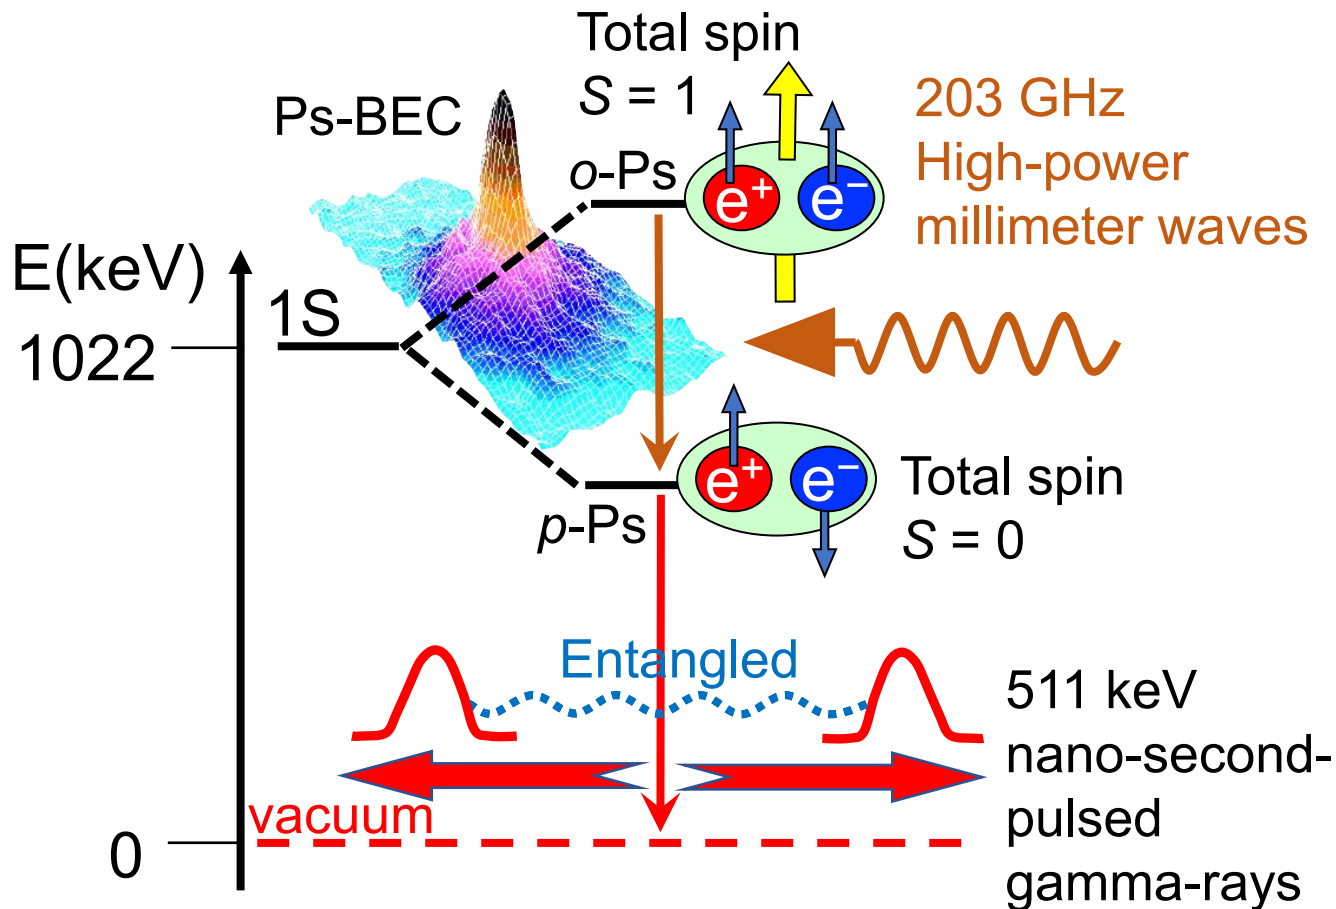 Total spin
S = 1
Ps-BEC
203 GHz
High-power
millimeter waves
o-Ps
e⁺
e⁻
E(keV)
1S
1022
e⁺
e⁻
p-Ps
Total spin
S = 0
Entangled
511 keV
nano-second-
pulsed
gamma-rays
vacuum
0